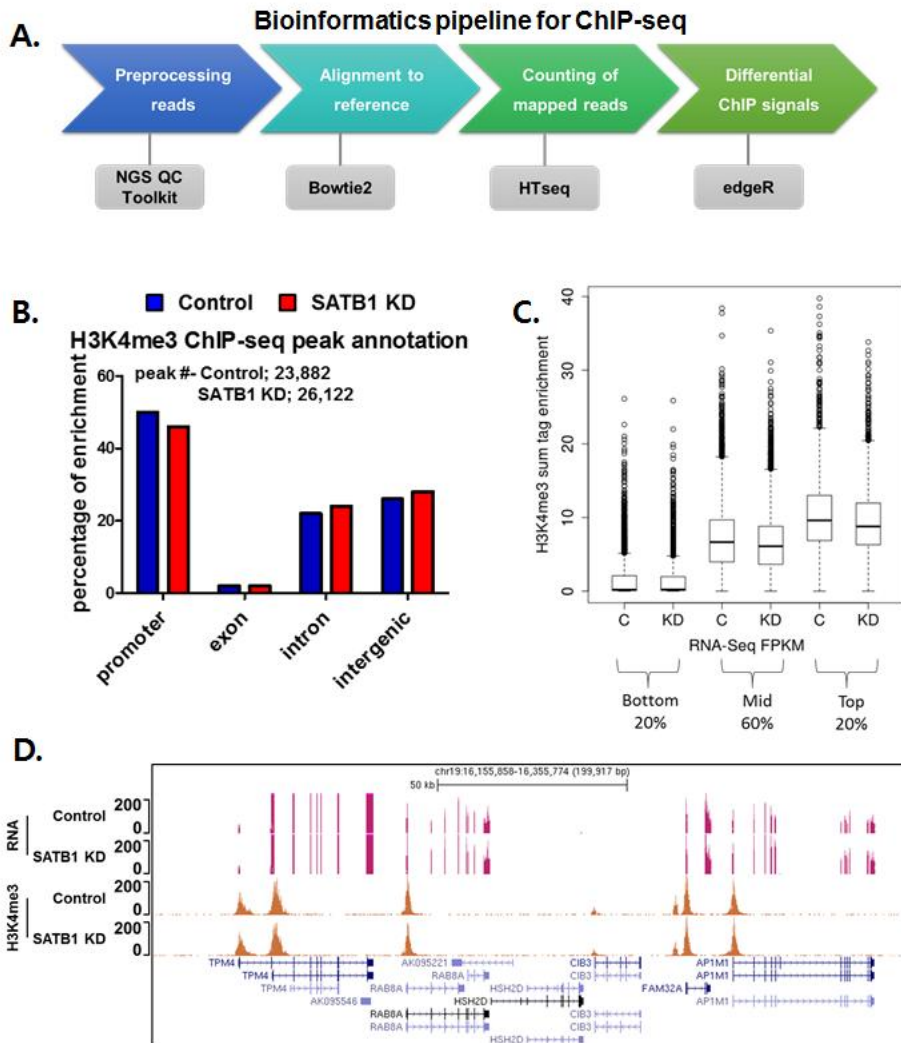 A.
Bioinformatics pipeline for ChIP-seq
Preprocessing
reads
Alignment to
reference
Counting of
mapped reads
Differential
ChIP signals
NGS QC
Toolkit
Bowtie2
HTseq
edgeR
B.
Control
SATB1 KD
H3K4me3 ChIP-seq peak annotation
peak #- Control; 23,882
SATB1 KD; 26,122
percentage of enrichment
60
40
20
0
promoter
exon
intron
intergenic
C.
H3K4me3 sum tag enrichment
40
30
20
10
0
C
KD
C
KD
C
KD
RNA-Seq FPKM
Bottom
20%
Mid
60%
Top
20%
D.
chr19:16,155,858-16,355,774 (199,917 bp)
50 kb
RNA
Control
200
0
SATB1 KD
200
0
H3K4me3
Control
200
0
SATB1 KD
200
0
TPM4
AK095221
CIB3
AP1M1
TPM4
RAB8A
CIB3
AP1M1
TPM4
RAB8A
HSH2D
CIB3
FAM32A
AP1M1
AK095546
HSH2D
RAB8A
CIB3
RAB8A
HSH2D
CIB3
HSH2D